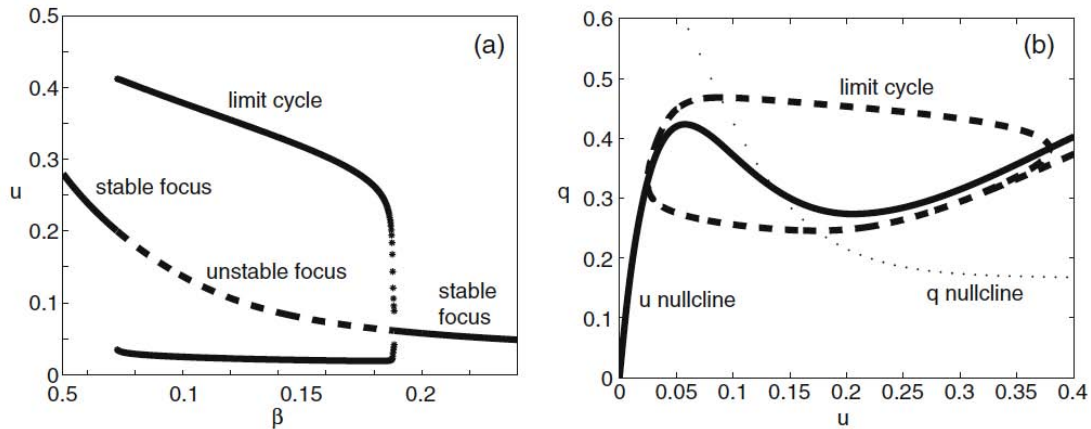 0.5
(a)
0.4
limit cycle
0.3
u
stable focus
0.2
unstable focus
stable
focus
0.1
0
0.5
0.1
0.15
0.2
β
0.6
(b)
0.5
limit cycle
0.4
q
0.3
0.2
u nullcline
q nullcline
0.1
0
0
0.05
0.1
0.15
0.2
0.25
0.3
0.35
0.4
u